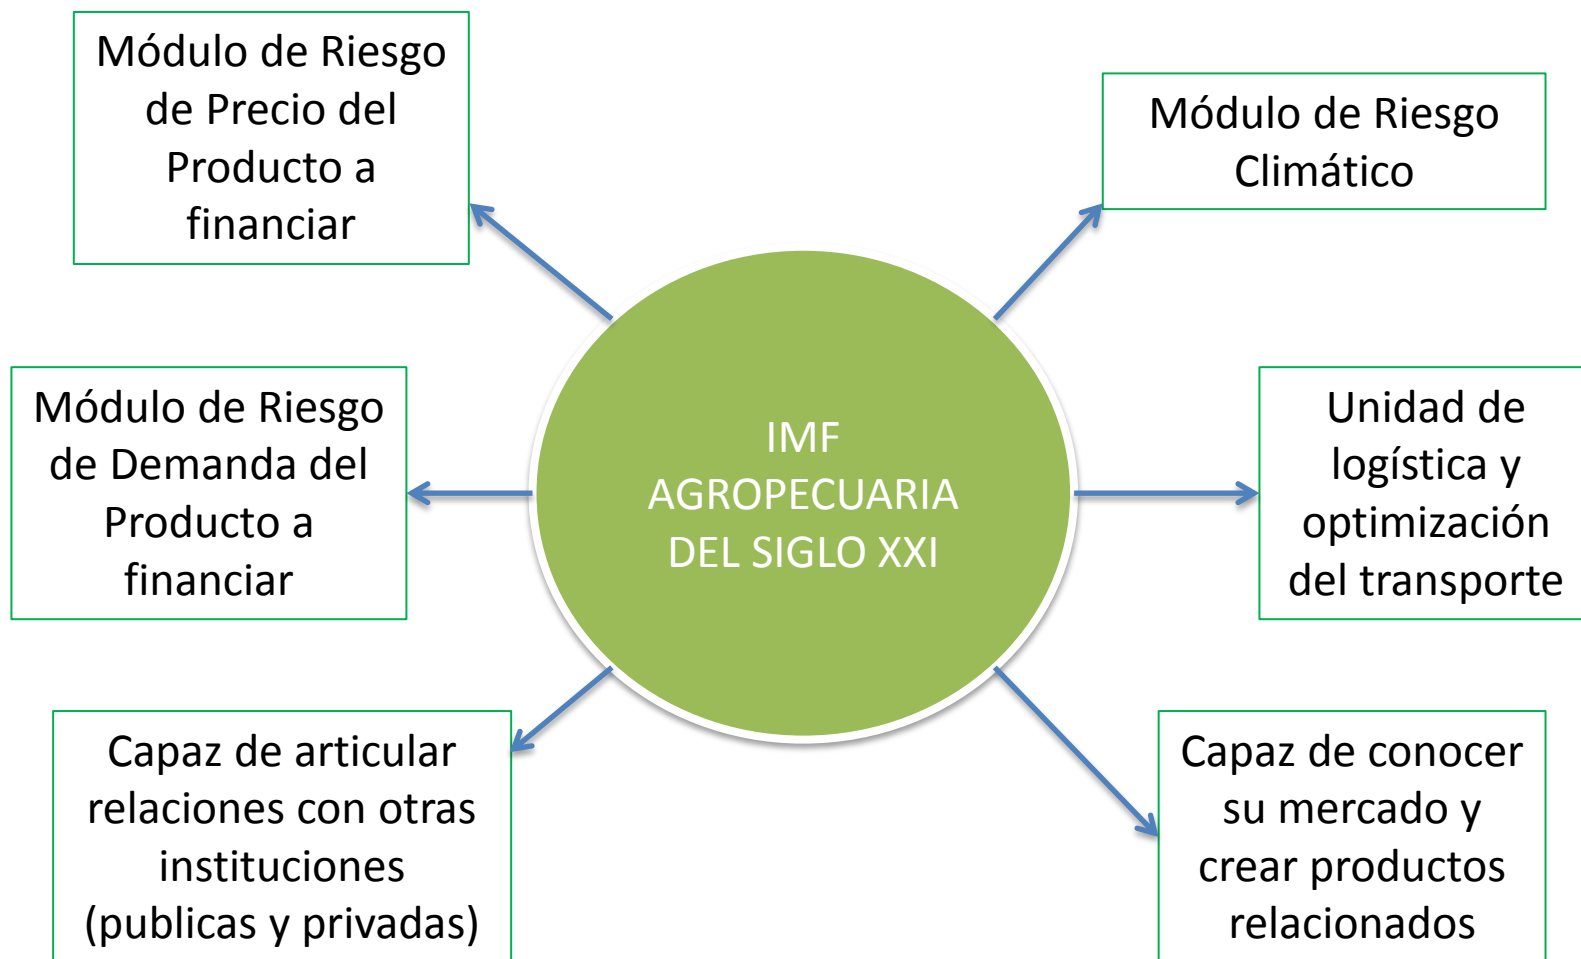 Módulo de Riesgo
de Precio del
Producto a
financiar
Módulo de Riesgo
Climático
Módulo de Riesgo
de Demanda del
Producto a
financiar
IMF
AGROPECUARIA
DEL SIGLO XXI
Unidad de
logística y
optimización
del transporte
Capaz de articular
relaciones con otras
instituciones
(publicas y privadas)
Capaz de conocer
su mercado y
crear productos
relacionados